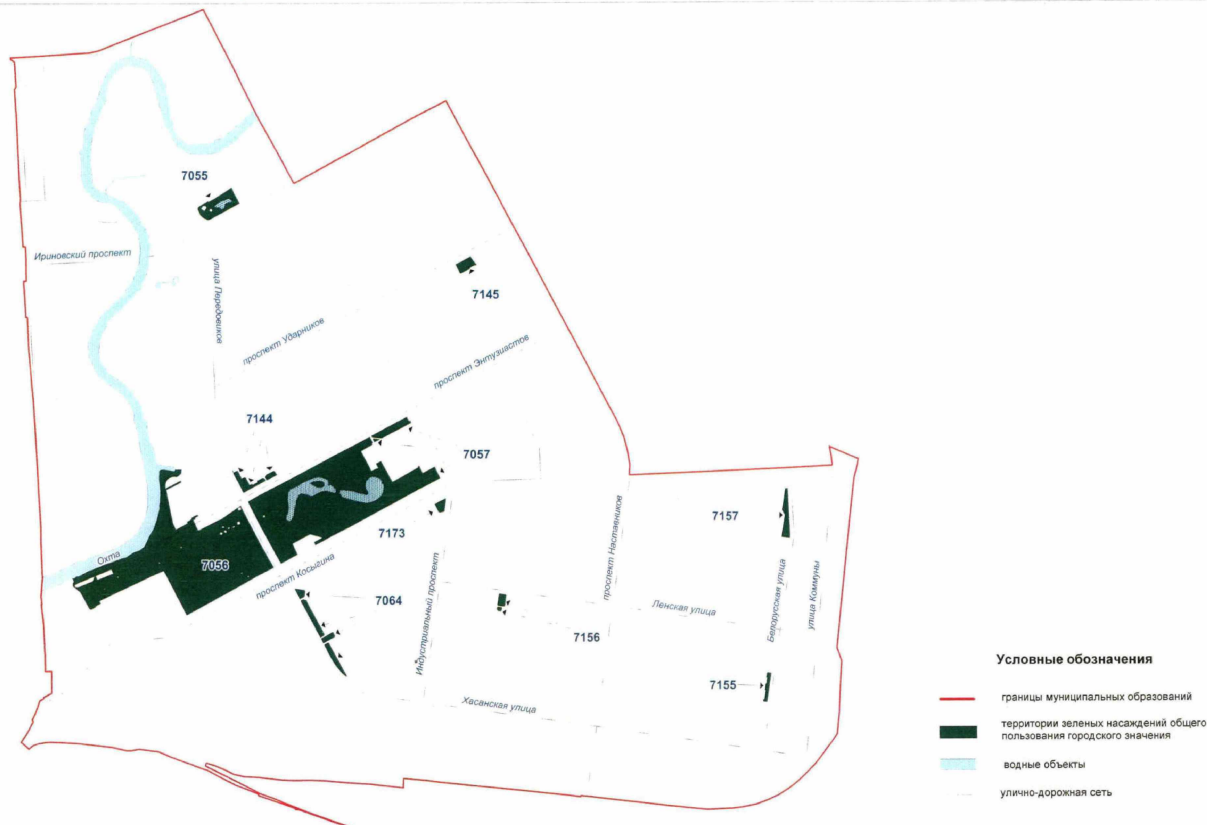 7055
Ириновский проспект
улица Передовиков
7145
проспект Ударников
проспект Энтузиастов
7144
7057
7157
7173
проспект Наставников
Охта
7056
проспект Косыгина
7064
Индустриальный проспект
Ленская улица
Белорусская улица
улица Коммуны
7156
7155
Хасанская улица
Условные обозначения
границы муниципальных образований
территории зеленых насаждений общего
пользования городского значения
водные объекты
улично-дорожная сеть